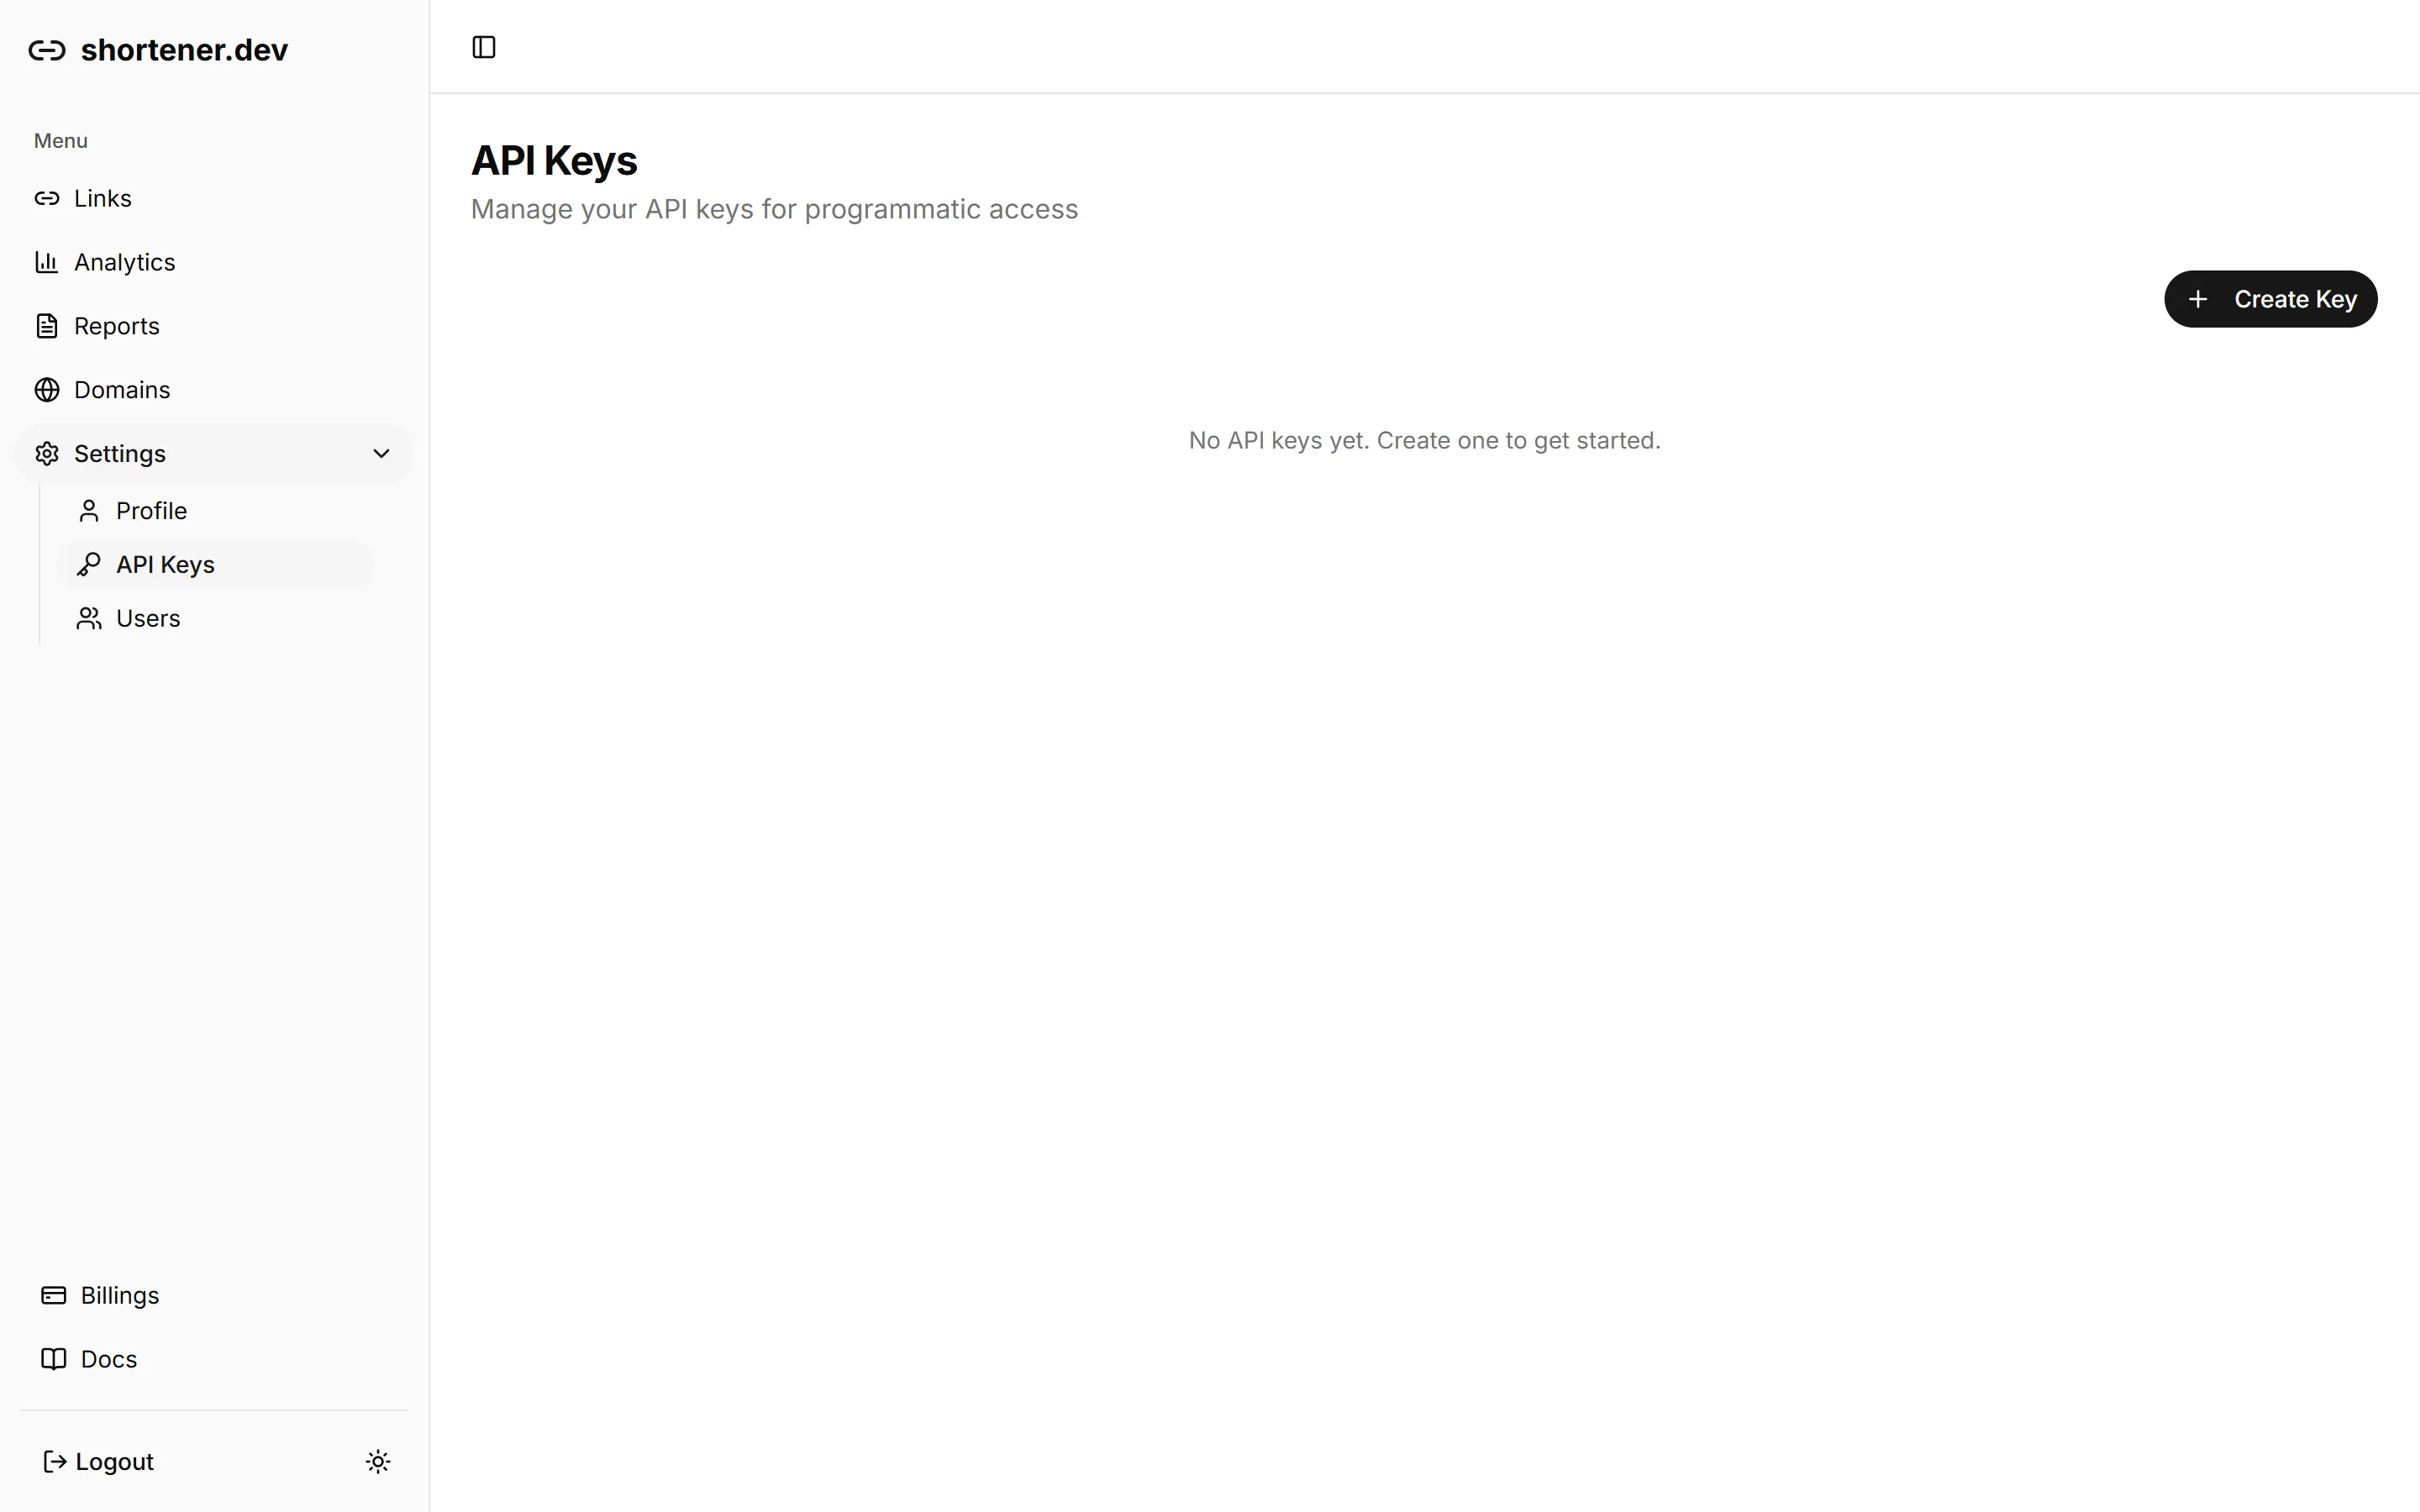 shortener.dev
Menu
Links
Analytics
Reports
Domains
Settings
Profile
API Keys
Users
Billings
Docs
Logout
API Keys
Manage your API keys for programmatic access
Create Key
No API keys yet. Create one to get started.